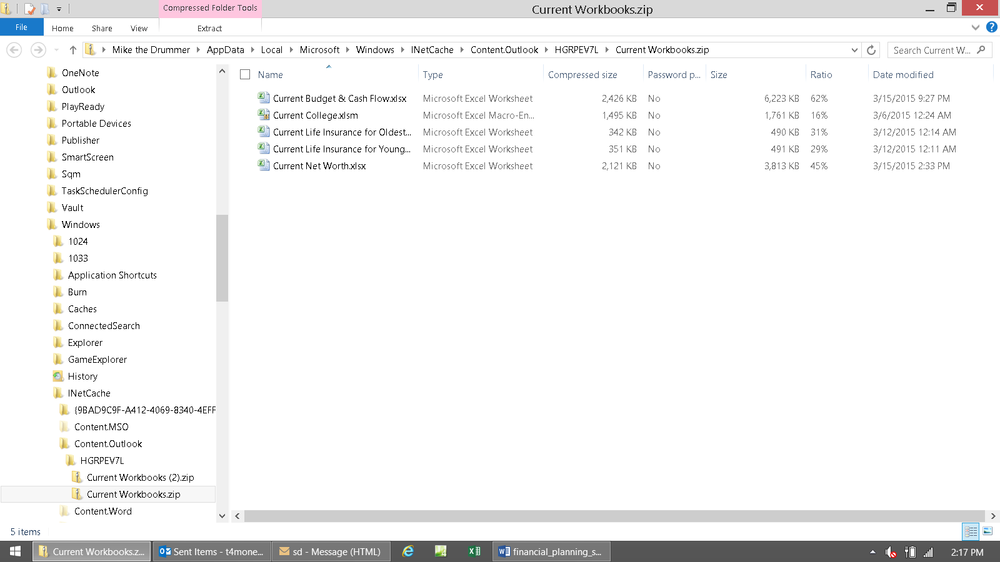 Compressed Folder Tools
Current Workbooks.zip
File
Home
Share
View
Extract
Mike the Drummer
AppData
Local
Microsoft
Windows
INetCache
Content.Outlook
HGRPEV7L
Current Workbooks.zip
Search Current W...
OneNote
Outlook
PlayReady
Portable Devices
Publisher
SmartScreen
Sqm
TaskSchedulerConfig
Vault
Windows
1024
1033
Application Shortcuts
Burn
Caches
ConnectedSearch
Explorer
GameExplorer
History
INetCache
{9BAD9C9F-A412-4069-8340-4EFF
Content.MSO
Content.Outlook
HGRPEV7L
Current Workbooks (2).zip
Current Workbooks.zip
Content.Word
Name Type Compressed size Password p... Size Ratio Date modified
Current Budget & Cash Flow.xlsx Microsoft Excel Worksheet 2,426 KB No 6,223 KB 62% 3/15/2015 9:27 PM
Current College.xlsm Microsoft Excel Macro-En... 1,495 KB No 1,761 KB 16% 3/6/2015 12:24 AM
Current Life Insurance for Oldest... Microsoft Excel Worksheet 342 KB No 490 KB 31% 3/12/2015 12:14 AM
Current Life Insurance for Young... Microsoft Excel Worksheet 351 KB No 491 KB 29% 3/12/2015 12:11 AM
Current Net Worth.xlsx Microsoft Excel Worksheet 2,121 KB No 3,813 KB 45% 3/15/2015 2:33 PM
5 items
Current Workbooks.z...
Sent Items - t4mone...
sd - Message (HTML)
financial_planning_s...
2:17 PM